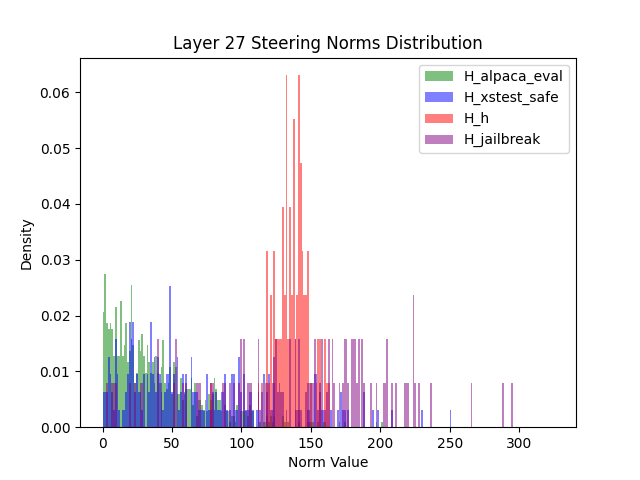 Layer 27 Steering Norms Distribution
H_alpaca_eval
H_xstest_safe
H_h
H_jailbreak
Density
0.06
0.05
0.04
0.03
0.02
0.01
0.00
0
50
100
150
200
250
300
Norm Value